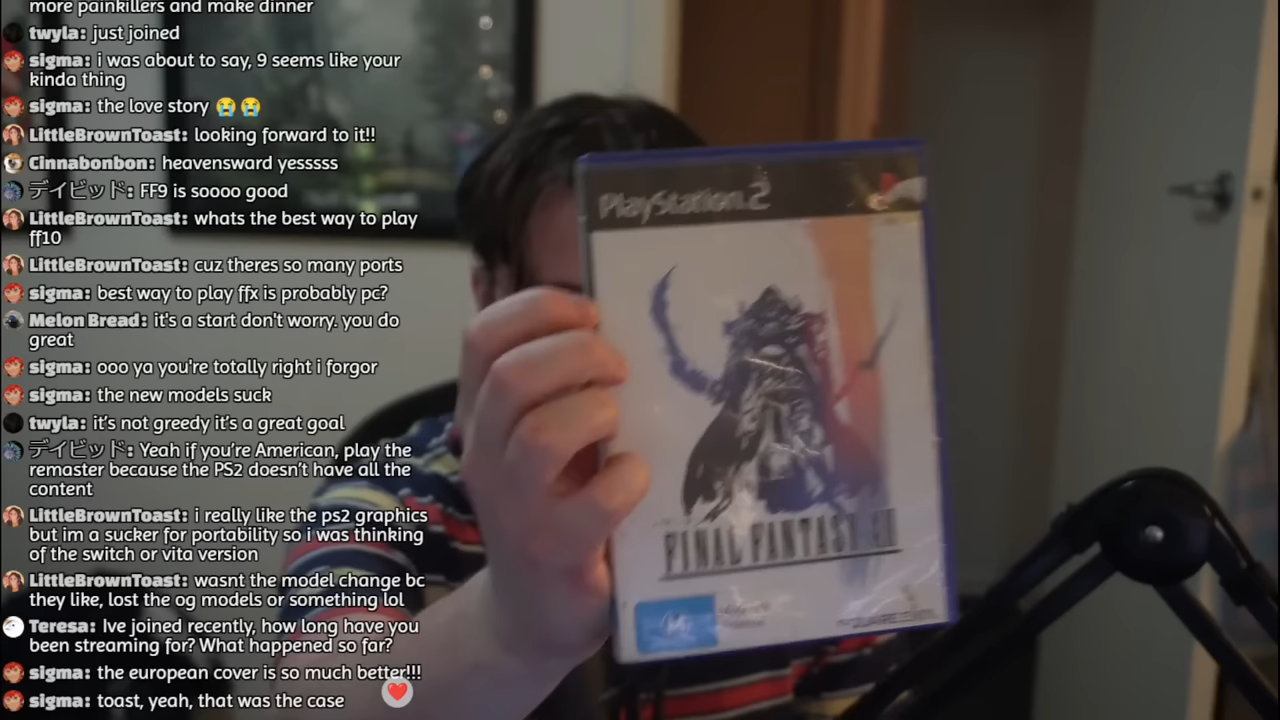 more painkillers and make dinner
twyla: just joined
sigma: i was about to say, 9 seems like your
kinda thing
sigma: the love story 😭😭
LittleBrownToast: looking forward to it!!
Cinnabonbon: heavensward yesssss
デイビッド: FF9 is soooo good
LittleBrownToast: whats the best way to play
ff10
LittleBrownToast: cuz theres so many ports
sigma: best way to play ffx is probably pc?
Melon Bread: it's a start don't worry. you do
great
sigma: ooo ya you're totally right i forgor
sigma: the new models suck
twyla: it's not greedy it's a great goal
デイビッド: Yeah if you're American, play the
remaster because the PS2 doesn't have all the
content
LittleBrownToast: i really like the ps2 graphics
but im a sucker for portability so i was thinking
of the switch or vita version
LittleBrownToast: wasnt the model change bc
they like, lost the og models or something lol
Teresa: Ive joined recently, how long have you
been streaming for? What happened so far?
sigma: the european cover is so much better!!!
sigma: toast, yeah, that was the case
PlayStation 2
FINAL FANTASY XII
M